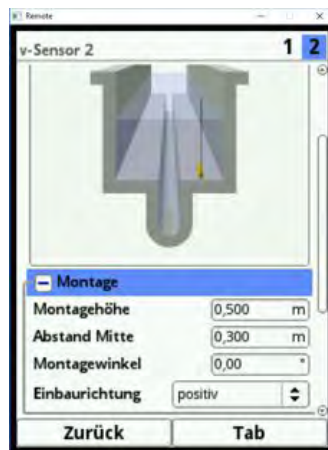 Remote
v-Sensor 2 1 2
Montage
Montagehöhe 0,500 m
Abstand Mitte 0,300 m
Montagewinkel 0,00 °
Einbaurichtung positiv
Zurück Tab